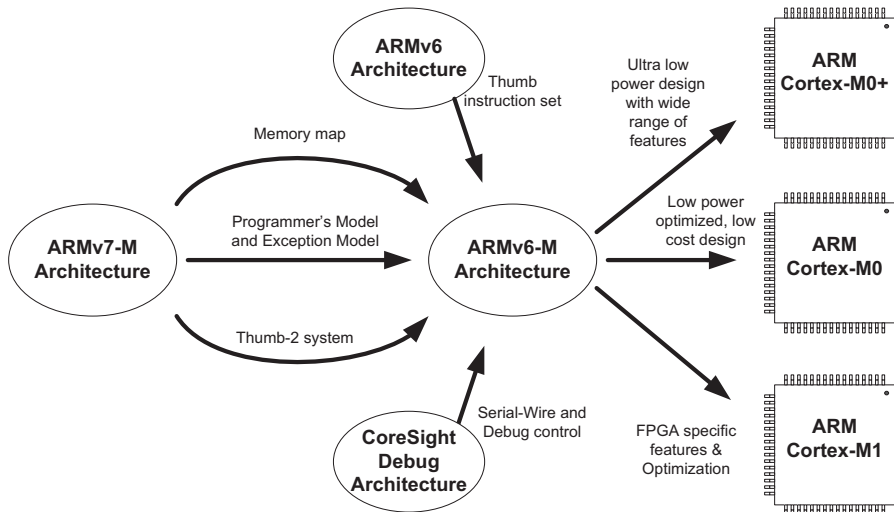 ARMv6
Architecture
Thumb
instruction set
Ultra low
power design
with wide
range of
features
ARM
Cortex-M0+
Memory map
Programmer's Model
and Exception Model
ARMv7-M
Architecture
ARMv6-M
Architecture
Low power
optimized, low
cost design
ARM
Cortex-M0
Thumb-2 system
CoreSight
Debug
Architecture
Serial-Wire and
Debug control
FPGA specific
features &
Optimization
ARM
Cortex-M1